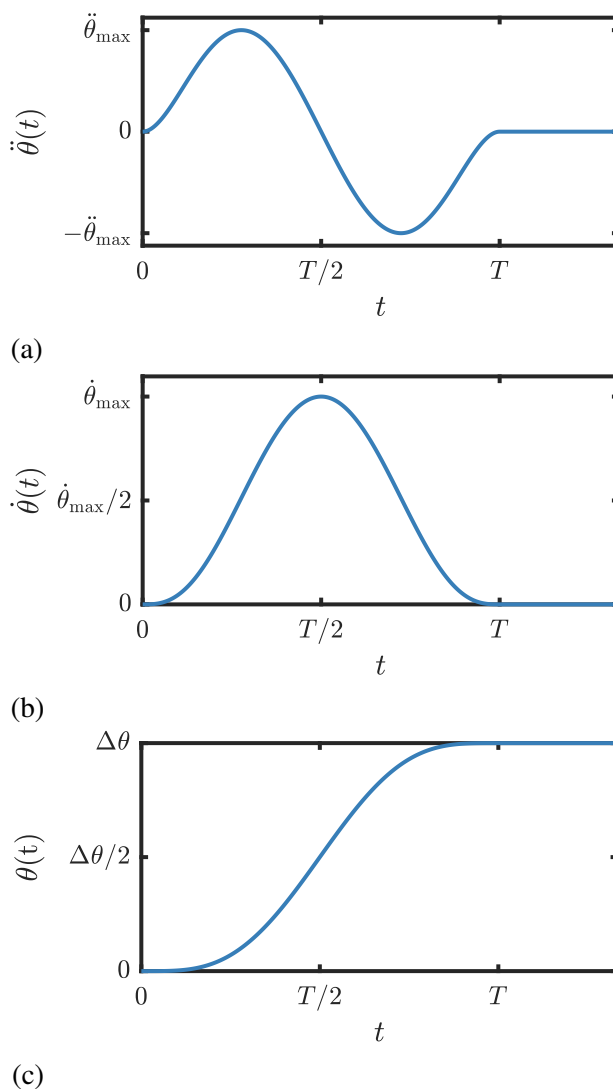 θ̈max
0
−θ̈max
θ̈(t)
0
T/2
T
t
(a)
θ̇max
θ̇max/2
0
θ̇(t)
0
T/2
T
t
(b)
Δθ
Δθ/2
0
θ(t)
0
T/2
T
t
(c)